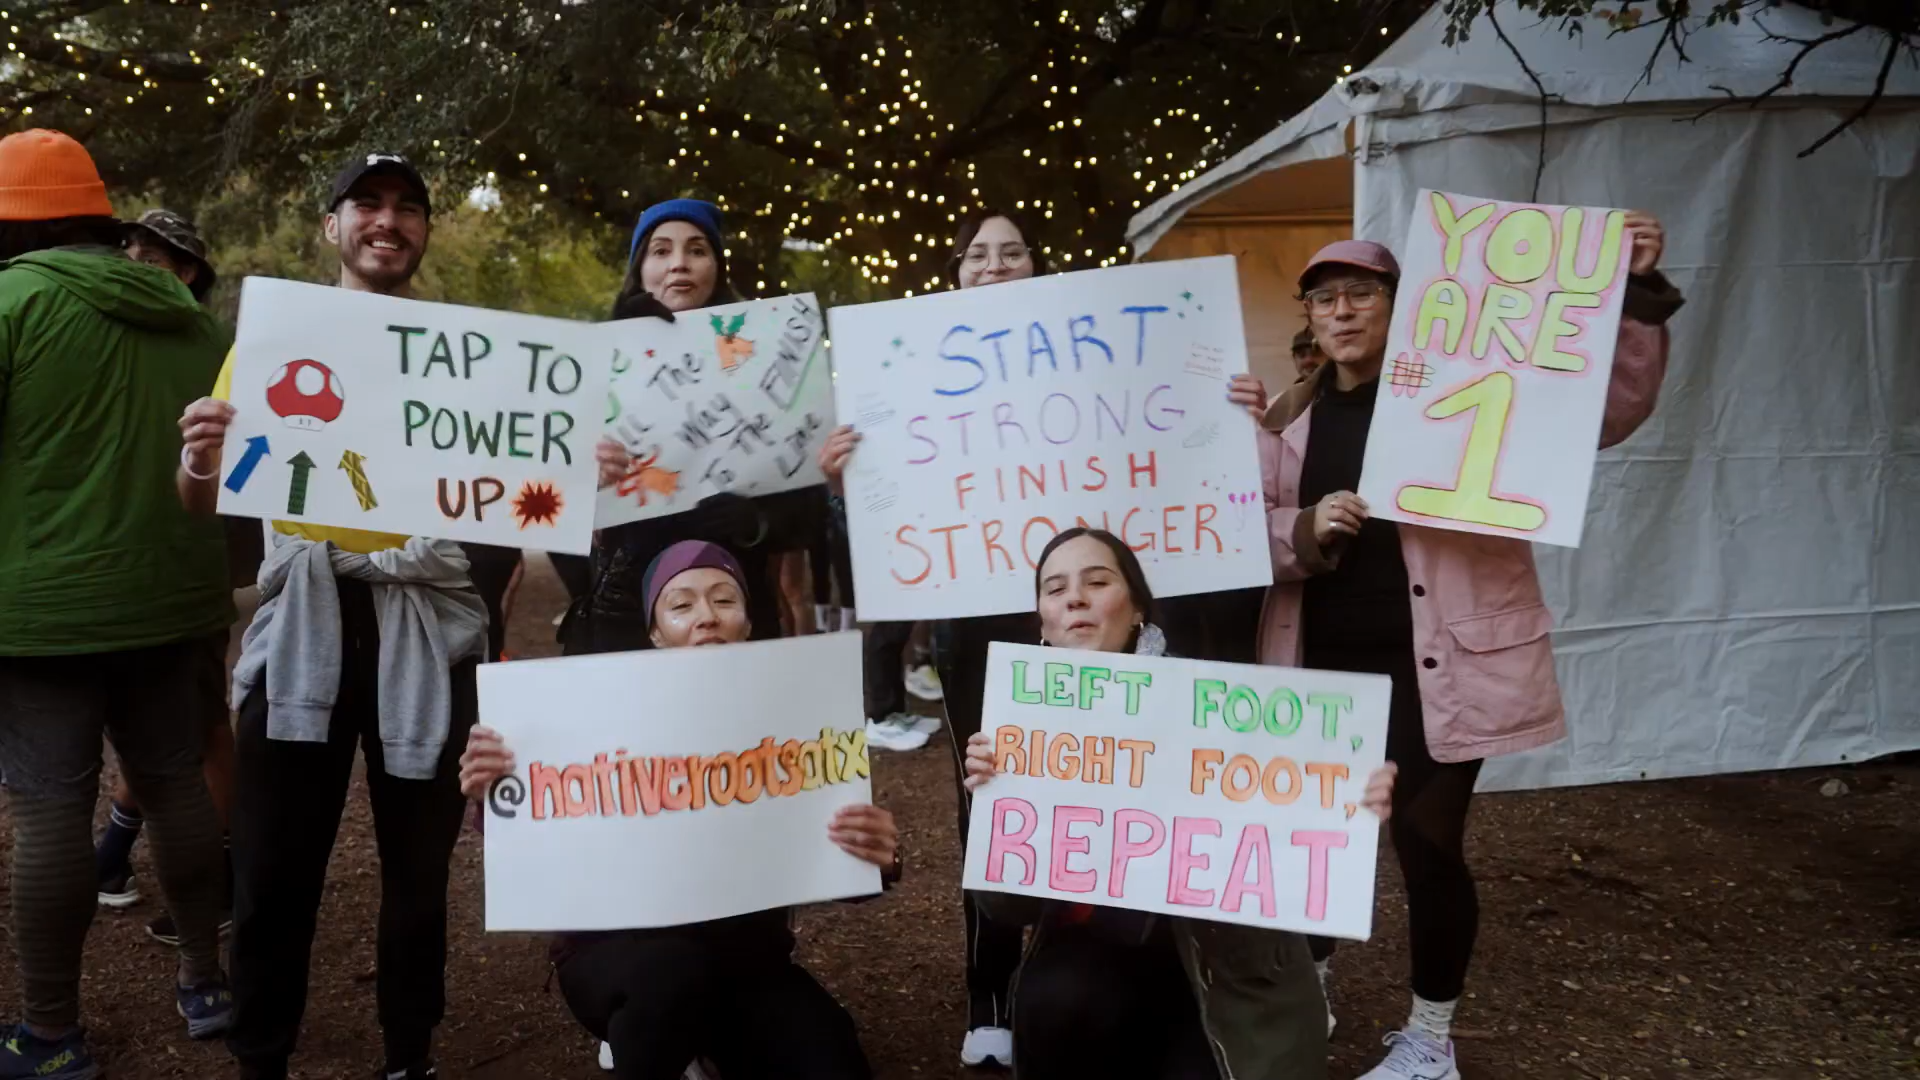 TAP TO
POWER
UP
All The
Way
To The
FINISH
Line
START
STRONG
FINISH
STRONGER.
YOU
ARE
#1
@nativerootsatx
LEFT FOOT,
RIGHT FOOT,
REPEAT
HOKA